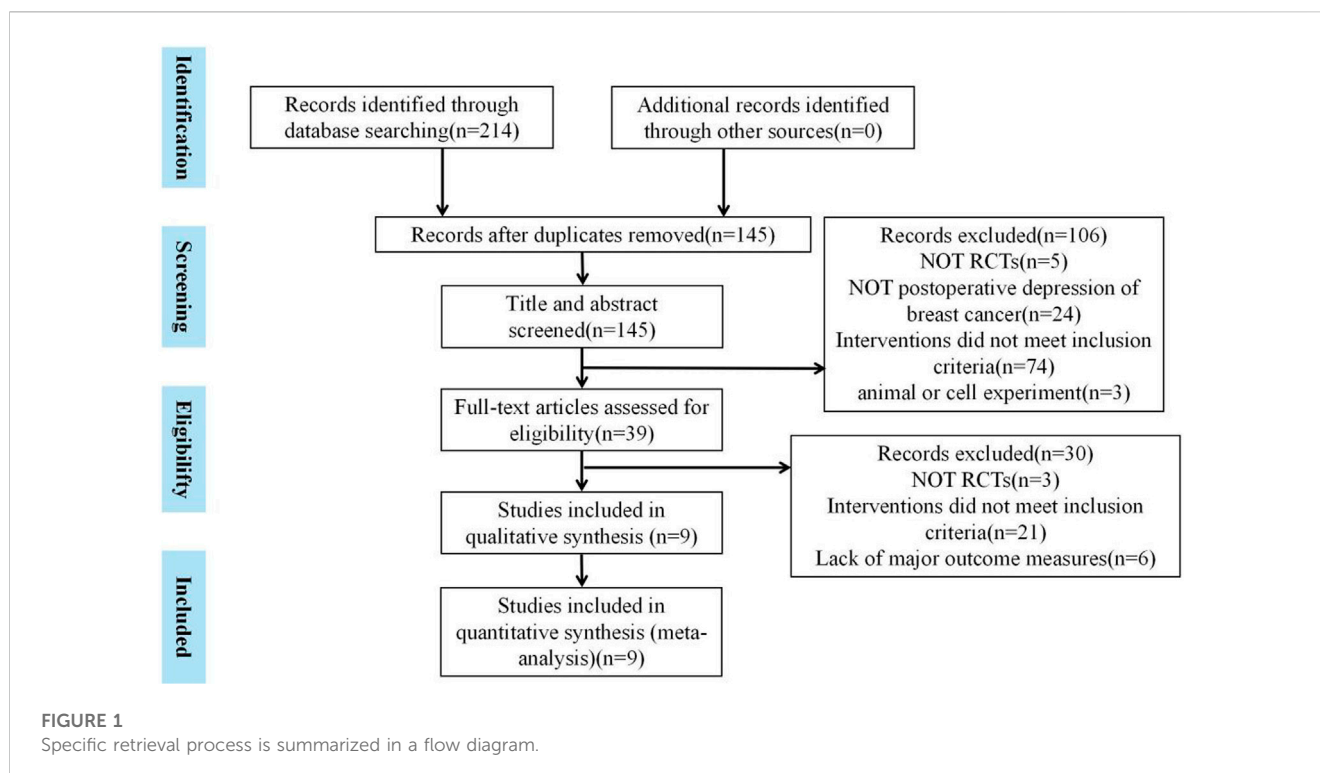 Identification
Records identified through
database searching(n=214)
Additional records identified
through other sources(n=0)
Screening
Records after duplicates removed(n=145)
Title and abstract
screened(n=145)
Records excluded(n=106)
NOT RCTs(n=5)
NOT postoperative depression of
breast cancer(n=24)
Interventions did not meet inclusion
criteria(n=74)
animal or cell experiment(n=3)
Eligibilifty
Full-text articles assessed for
eligibility(n=39)
Records excluded(n=30)
NOT RCTs(n=3)
Interventions did not meet inclusion
criteria(n=21)
Lack of major outcome measures(n=6)
Studies included in
qualitative synthesis (n=9)
Included
Studies included in
quantitative synthesis (meta-
analysis)(n=9)
FIGURE 1
Specific retrieval process is summarized in a flow diagram.